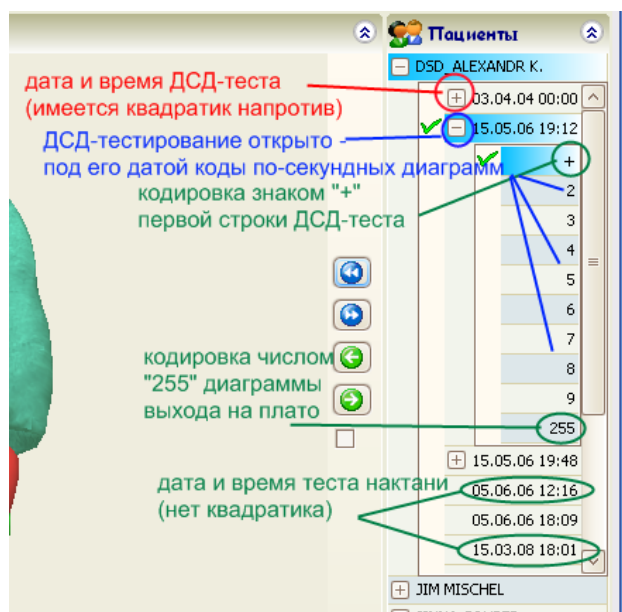 Пациенты
DSD_ALEXANDR K.
дата и время ДСД-теста
(имеется квадратик напротив)
03.04.04 00:00
15.05.06 19:12
ДСД-тестирование открыто -
под его датой коды по-секундных диаграмм
+
кодировка знаком "+"
первой строки ДСД-теста
2
3
4
5
6
7
8
9
255
кодировка числом
"255" диаграммы
выхода на плато
15.05.06 19:48
дата и время теста нактани
(нет квадратика)
05.06.06 12:16
05.06.06 18:09
15.03.08 18:01
JIM MISCHEL